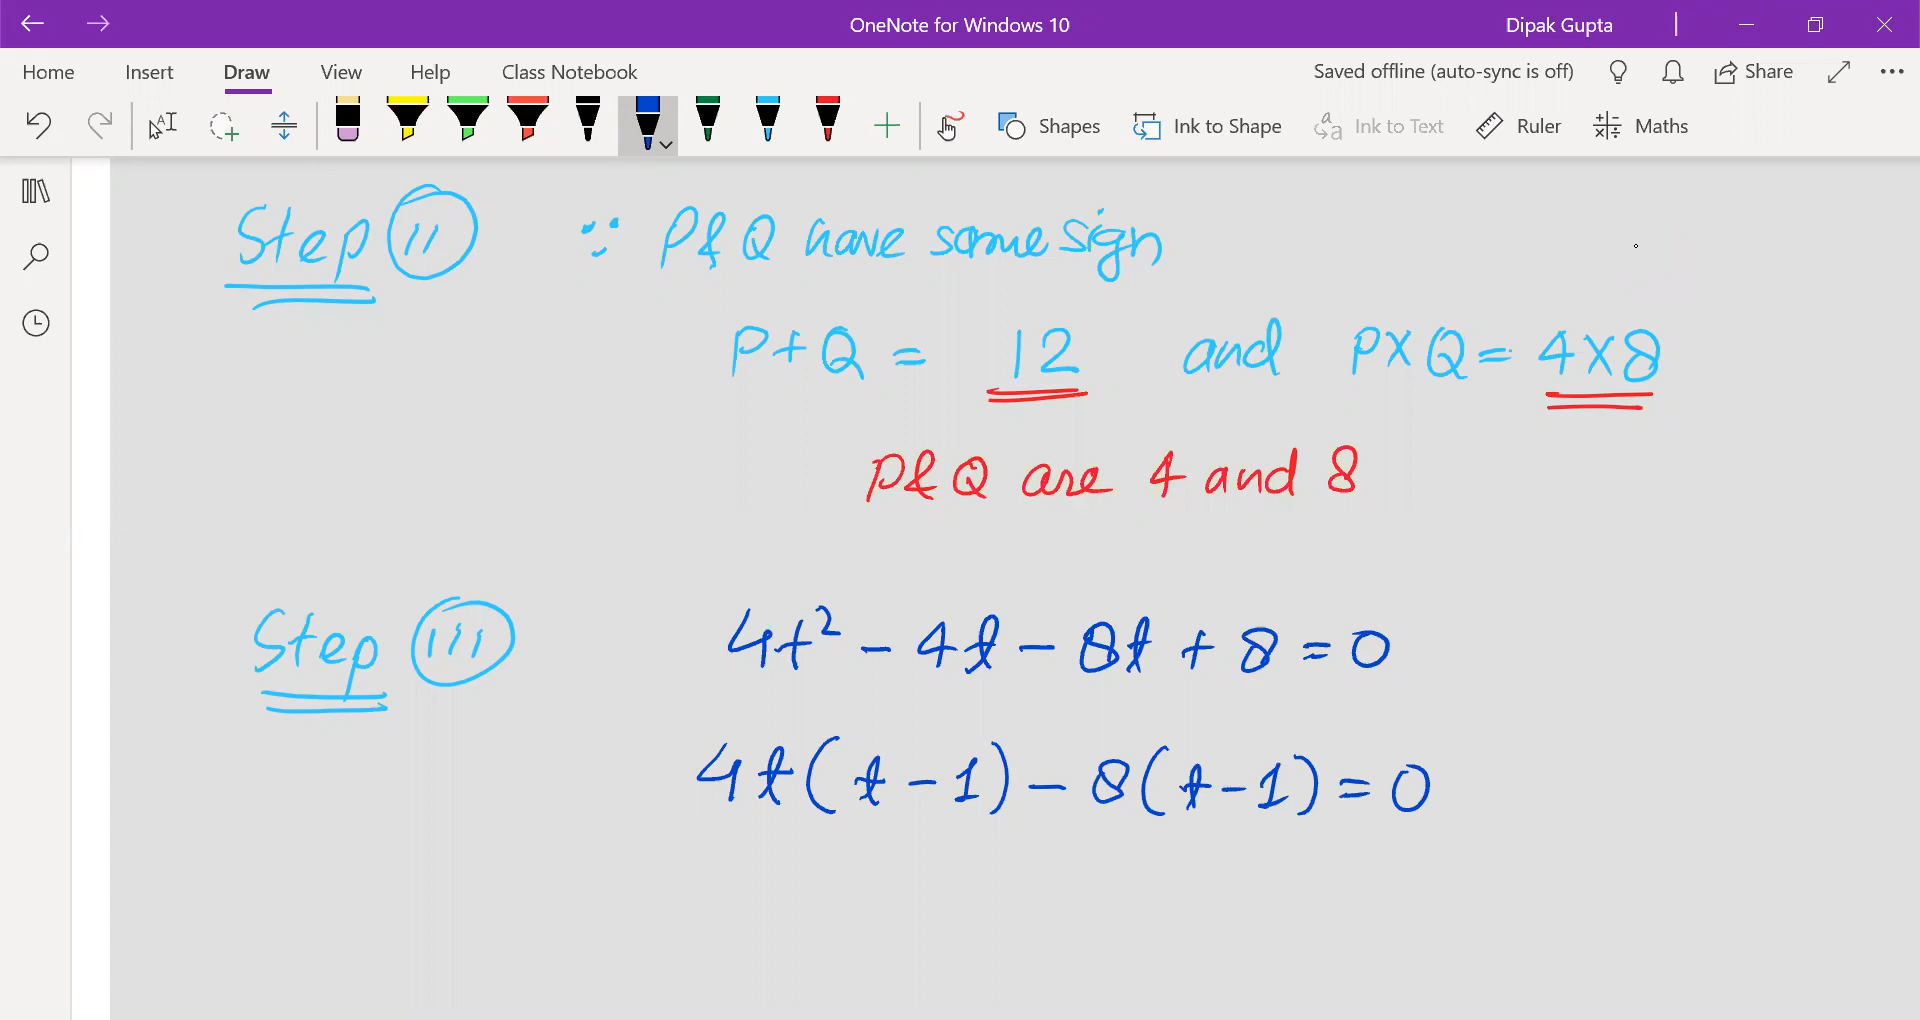 OneNote for Windows 10
Dipak Gupta
Home Insert Draw View Help Class Notebook
Saved offline (auto-sync is off) Share
Shapes Ink to Shape Ink to Text Ruler Maths
Step II ∵ P & Q have same sign
P + Q = 12 and P × Q = 4 × 8
P & Q are 4 and 8
Step III 4t² - 4t - 8t + 8 = 0
4t(t - 1) - 8(t - 1) = 0